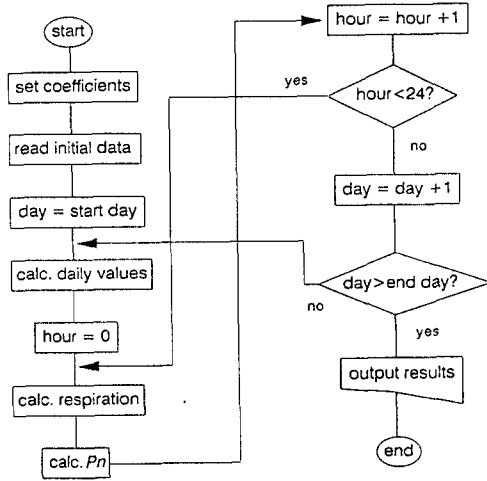 start
set coefficients
read initial data
day = start day
calc. daily values
hour = 0
calc. respiration
calc. Pn
hour = hour +1
yes
hour<24?
no
day = day +1
day>end day?
no
yes
output results
end